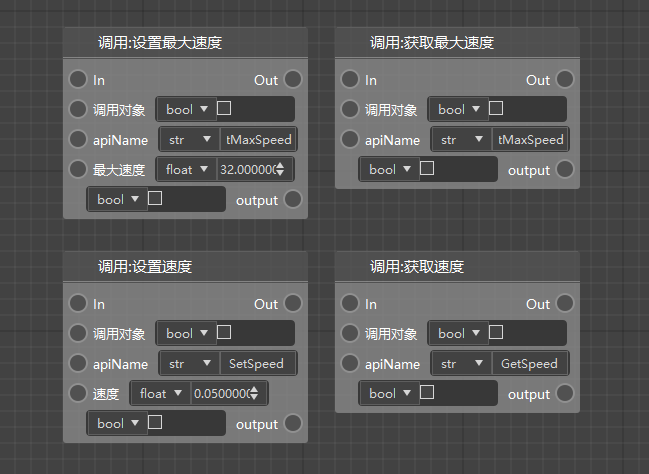 调用:设置最大速度
In Out
调用对象 bool
apiName str tMaxSpeed
最大速度 float 32.000000
bool output
调用:获取最大速度
In Out
调用对象 bool
apiName str tMaxSpeed
bool output
调用:设置速度
In Out
调用对象 bool
apiName str SetSpeed
速度 float 0.0500000
bool output
调用:获取速度
In Out
调用对象 bool
apiName str GetSpeed
bool output